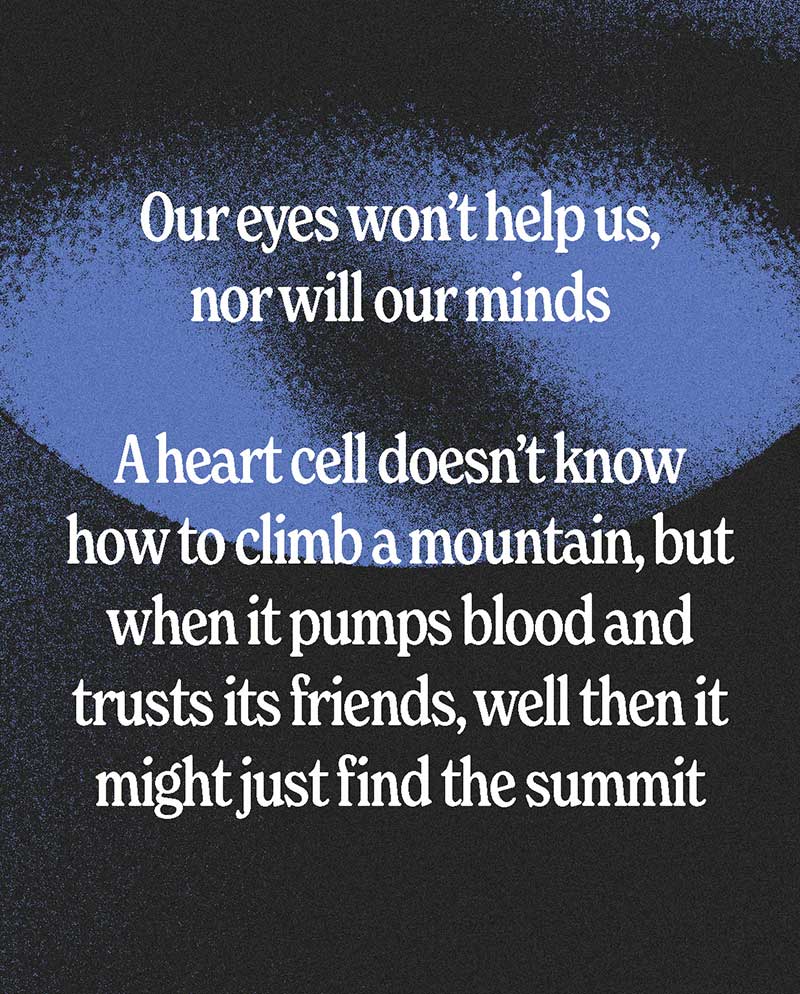 Our eyes won’t help us,
nor will our minds
A heart cell doesn’t know
how to climb a mountain, but
when it pumps blood and
trusts its friends, well then it
might just find the summit